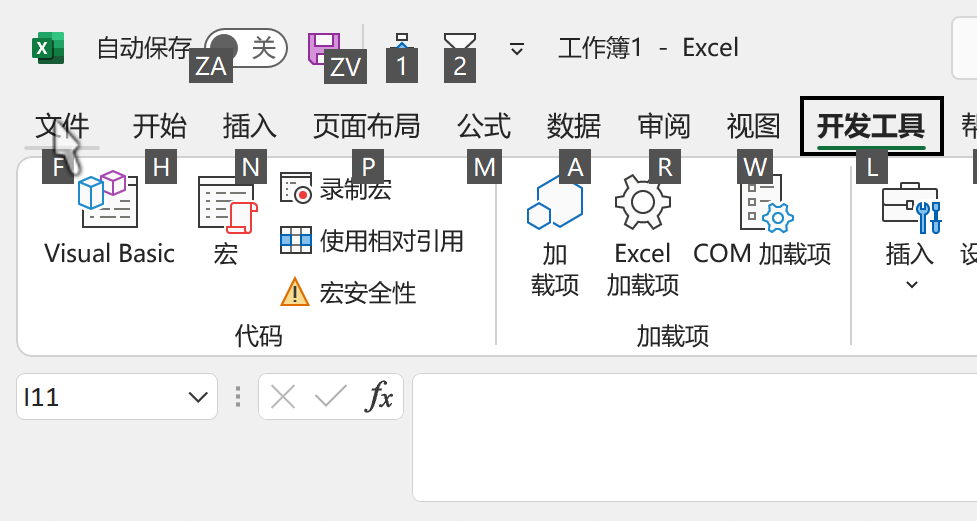 自动保存 关 工作簿1 - Excel
ZA ZV 1 2
文件 开始 插入 页面布局 公式 数据 审阅 视图 开发工具 帮
F H N P M A R W L
Visual Basic
宏
录制宏
使用相对引用
宏安全性
代码
加
载项
Excel
加载项
COM 加载项
加载项
插入
设
I11
fx